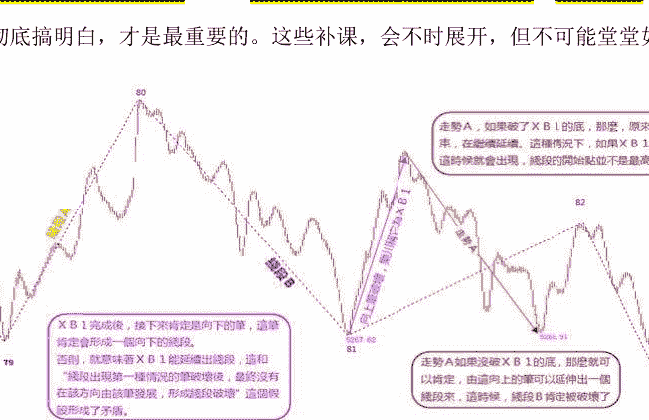 彻底搞明白，才是最重要的。这些补课，会不时展开，但不可能堂堂如
80
走勢A，如果破了XB1的底，那麼，原來
車，在繼續延續。這種情況下，如果XB1
這時候就會出現，綫段的開始點並不是最高
綫段A
向上
XB1
走勢A
82
綫段B
79
5267.62
81
XB1完成後，接下來肯定是向下的筆，這筆
肯定會形成一個向下的綫段。
否則，就意味著XB1能延續出綫段，這和
“綫段出現第一種情況的筆破壞後，最終沒有
在該方向由該筆發展，形成綫段破壞”這個假
設形成了矛盾。
走勢A如果沒破XB1的底，那麼就可
以肯定，由這向上的筆可以延伸出一個
綫段來，這時候，綫段B肯定被破壞了